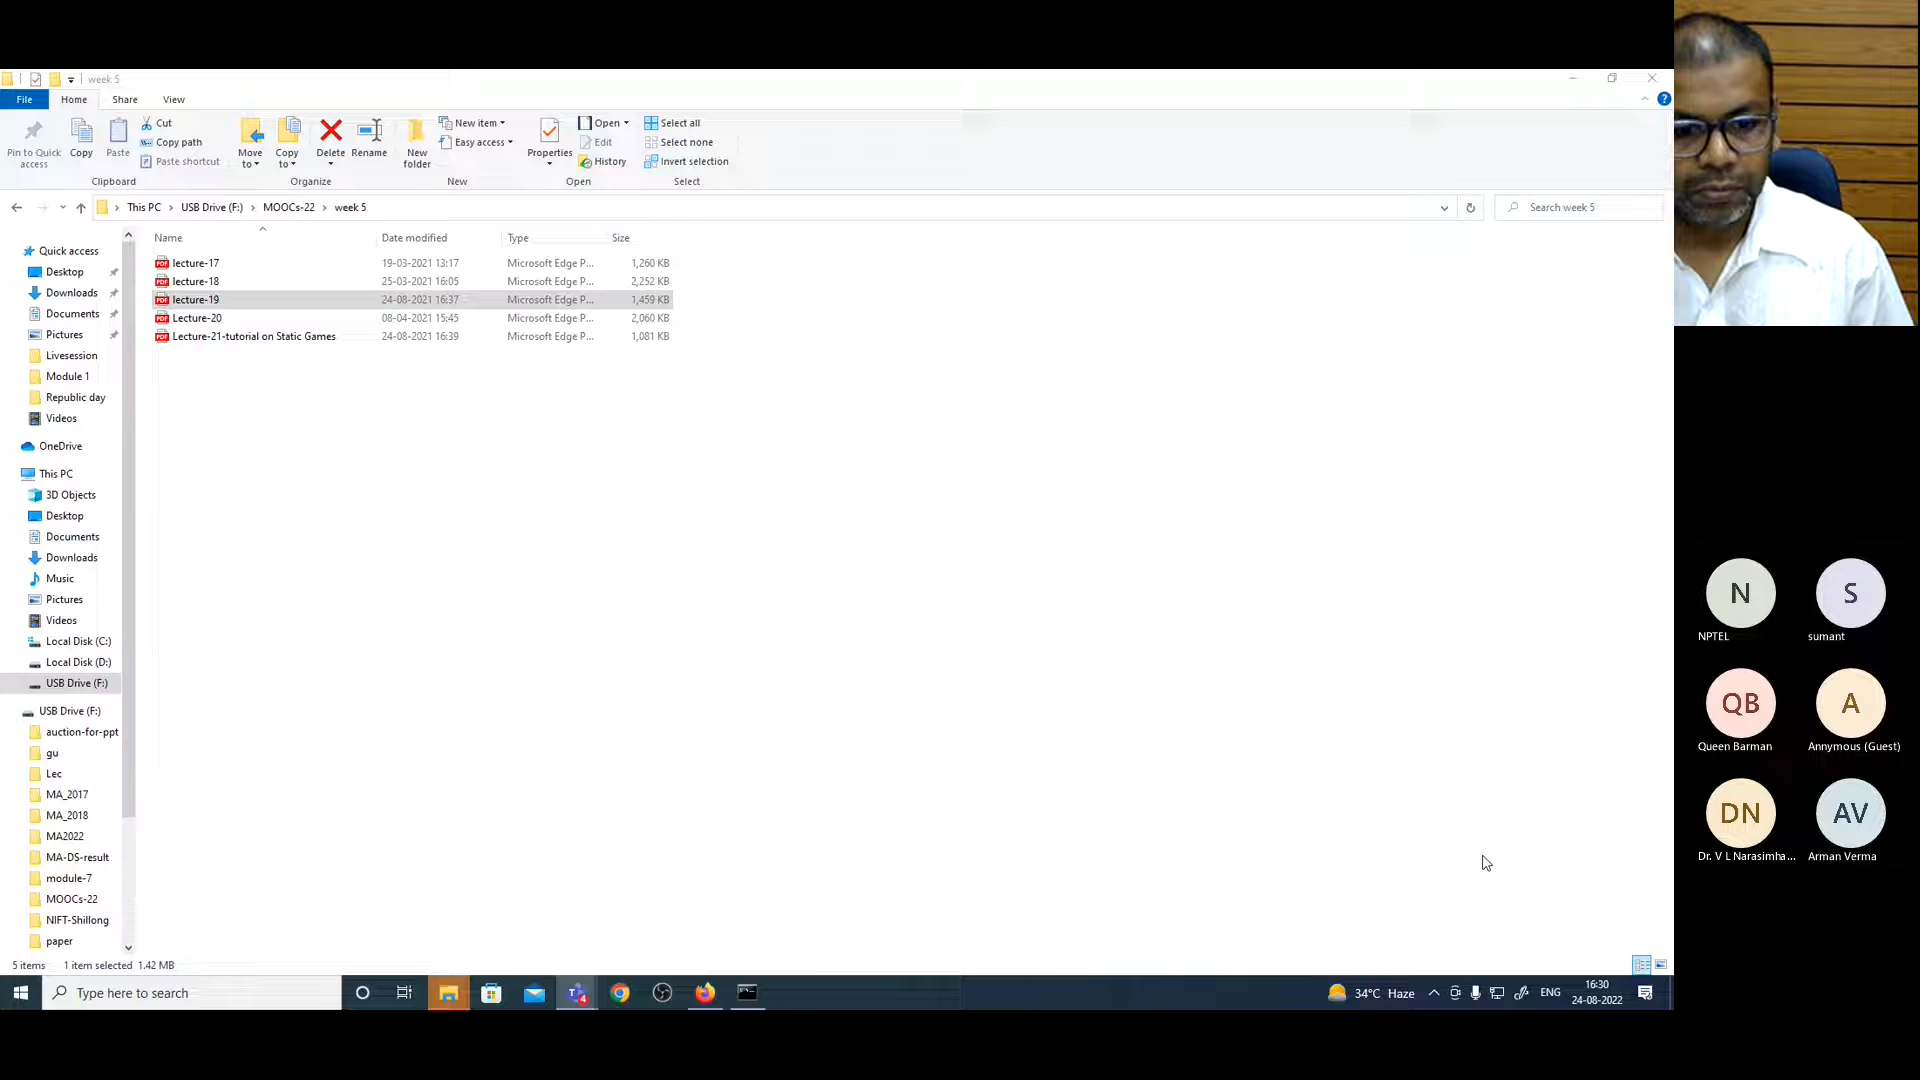 week 5
File Home Share View
Pin to Quick access
Copy
Paste
Cut
Copy path
Paste shortcut
Clipboard
Move to
Copy to
Delete
Rename
Organize
New folder
New item
Easy access
New
Properties
Open
Edit
History
Open
Select all
Select none
Invert selection
Select
This PC > USB Drive (F:) > MOOCs-22 > week 5
Search week 5
Name Date modified Type Size
lecture-17 19-03-2021 13:17 Microsoft Edge P... 1,260 KB
lecture-18 25-03-2021 16:05 Microsoft Edge P... 2,252 KB
lecture-19 24-08-2021 16:37 Microsoft Edge P... 1,459 KB
Lecture-20 08-04-2021 15:45 Microsoft Edge P... 2,060 KB
Lecture-21-tutorial on Static Games 24-08-2021 16:39 Microsoft Edge P... 1,081 KB
Quick access
Desktop
Downloads
Documents
Pictures
Livesession
Module 1
Republic day
Videos
OneDrive
This PC
3D Objects
Desktop
Documents
Downloads
Music
Pictures
Videos
Local Disk (C:)
Local Disk (D:)
USB Drive (F:)
USB Drive (F:)
auction-for-ppt
gu
Lec
MA_2017
MA_2018
MA2022
MA-DS-result
module-7
MOOCs-22
NIFT-Shillong
paper
5 items 1 item selected 1.42 MB
Type here to search
4
34°C Haze
ENG
16:30
24-08-2022
N
NPTEL
S
sumant
QB
Queen Barman
A
Annymous (Guest)
DN
Dr. V L Narasimha...
AV
Arman Verma